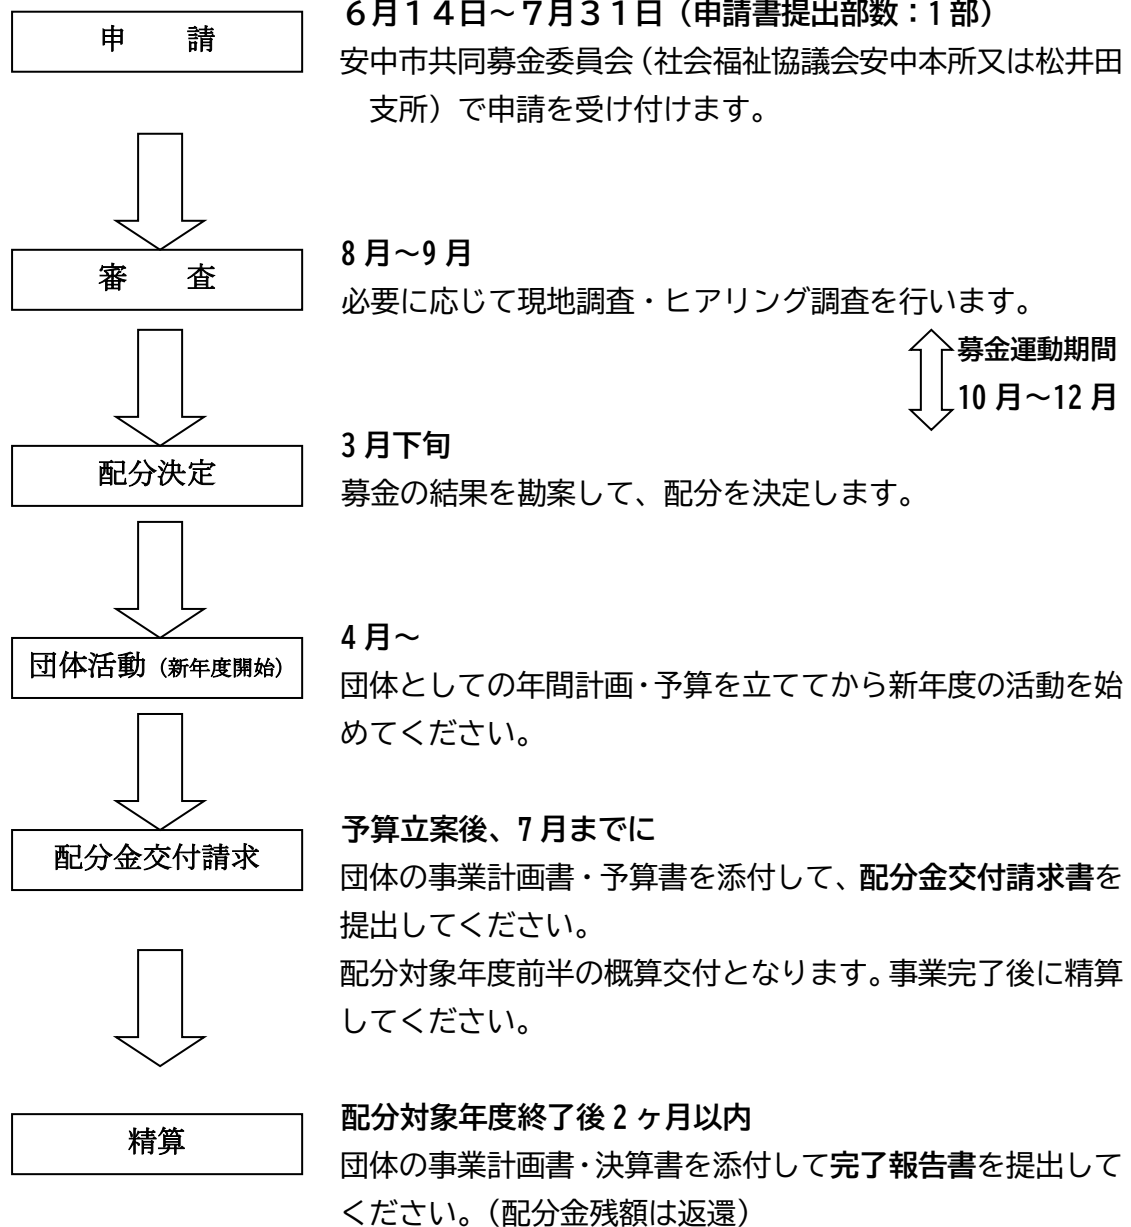 申　　請
６月１４日～７月３１日（申請書提出部数：1部）
安中市共同募金委員会（社会福祉協議会安中本所又は松井田
支所）で申請を受け付けます。
審　　査
8月～9月
必要に応じて現地調査・ヒアリング調査を行います。
募金運動期間
10月～12月
配分決定
3月下旬
募金の結果を勘案して、配分を決定します。
団体活動（新年度開始）
4月～
団体としての年間計画・予算を立ててから新年度の活動を始
めてください。
配分金交付請求
予算立案後、7月までに
団体の事業計画書・予算書を添付して、配分金交付請求書を
提出してください。
配分対象年度前半の概算交付となります。事業完了後に精算
してください。
精算
配分対象年度終了後2ヶ月以内
団体の事業計画書・決算書を添付して完了報告書を提出して
ください。（配分金残額は返還）